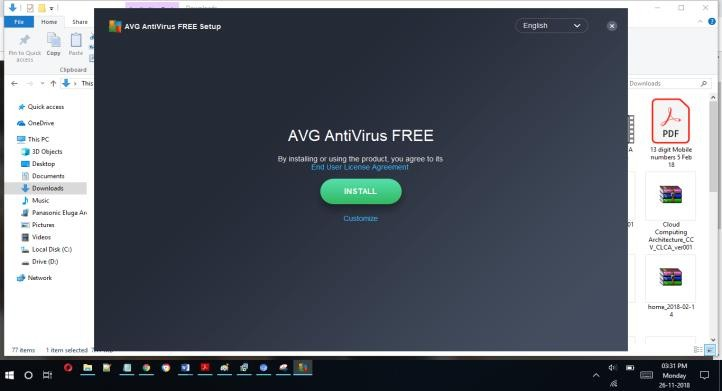 Downloads
File Home Share
Pin to Quick access
Copy
Paste
Clipboard
This
Quick access
OneDrive
This PC
3D Objects
Desktop
Documents
Downloads
Music
Panasonic Eluga Arc
Pictures
Videos
Local Disk (C:)
Drive (D:)
Network
77 items 1 item selected
AVG AntiVirus FREE Setup
English
AVG AntiVirus FREE
By installing or using the product, you agree to its
End User License Agreement
INSTALL
Customize
Downloads
PDF
13 digit Mobile
numbers 5 Feb
18
Cloud
Computing
Architecture_CC
V_CLCA_ver001
home_2018-02-1
4
03:31 PM
Monday
26-11-2018